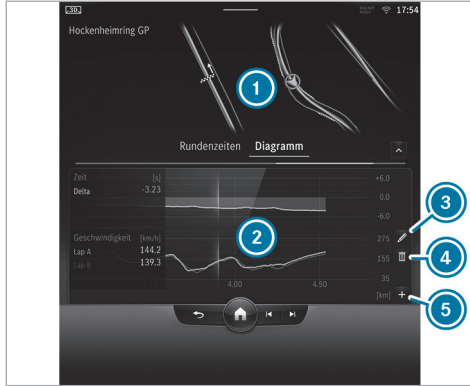 3D
17:54
Hockenheimring GP
1
Rundenzeiten Diagramm
Zeit [s] +6.0
Delta -3.23 0.0
-6.0
3
2
Geschwindigkeit [km/h] 275
Lap A 144.2 155
Lap B 139.3
4
35
4.00 4.50 [km]
5